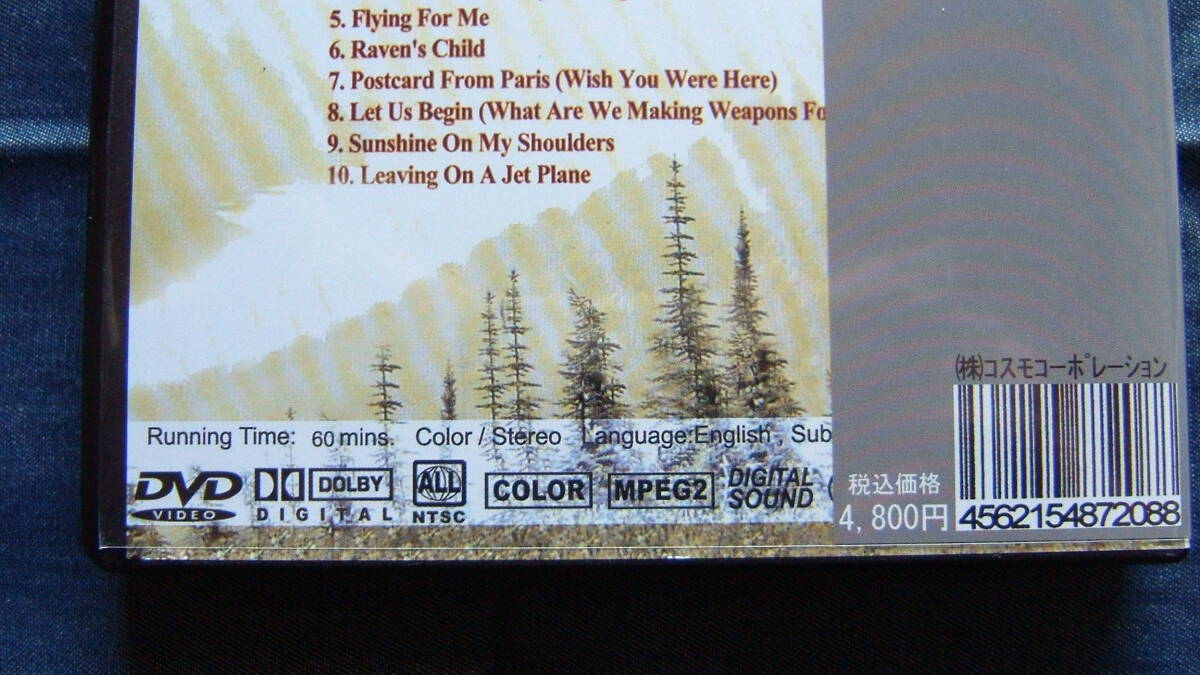 5. Flying For Me
6. Raven's Child
7. Postcard From Paris (Wish You Were Here)
8. Let Us Begin (What Are We Making Weapons Fo
9. Sunshine On My Shoulders
10. Leaving On A Jet Plane
Running Time: 60 mins. Color / Stereo Language:English , Sub
DVD VIDEO
DOLBY DIGITAL
ALL NTSC
COLOR
MPEG2
DIGITAL SOUND
㈱コスモコーポレーション
税込価格
4,800円
4562154872088